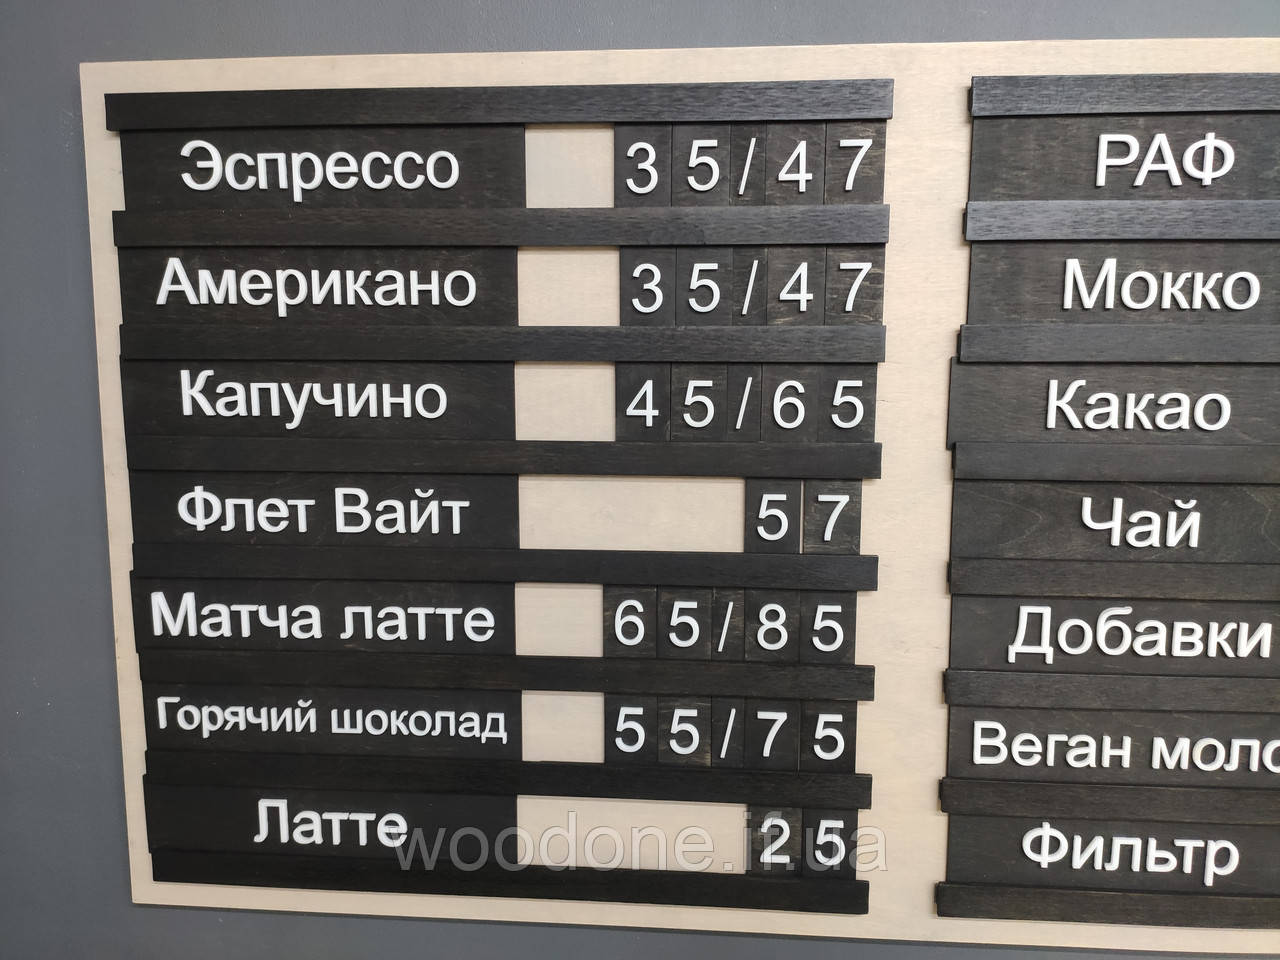 Эспрессо 35/47
Американо 35/47
Капучино 45/65
Флет Вайт 57
Матча латте 65/85
Горячий шоколад 55/75
Латте 25
РАФ
Мокко
Какао
Чай
Добавки
Веган
Фильтр
woodone.if.ua